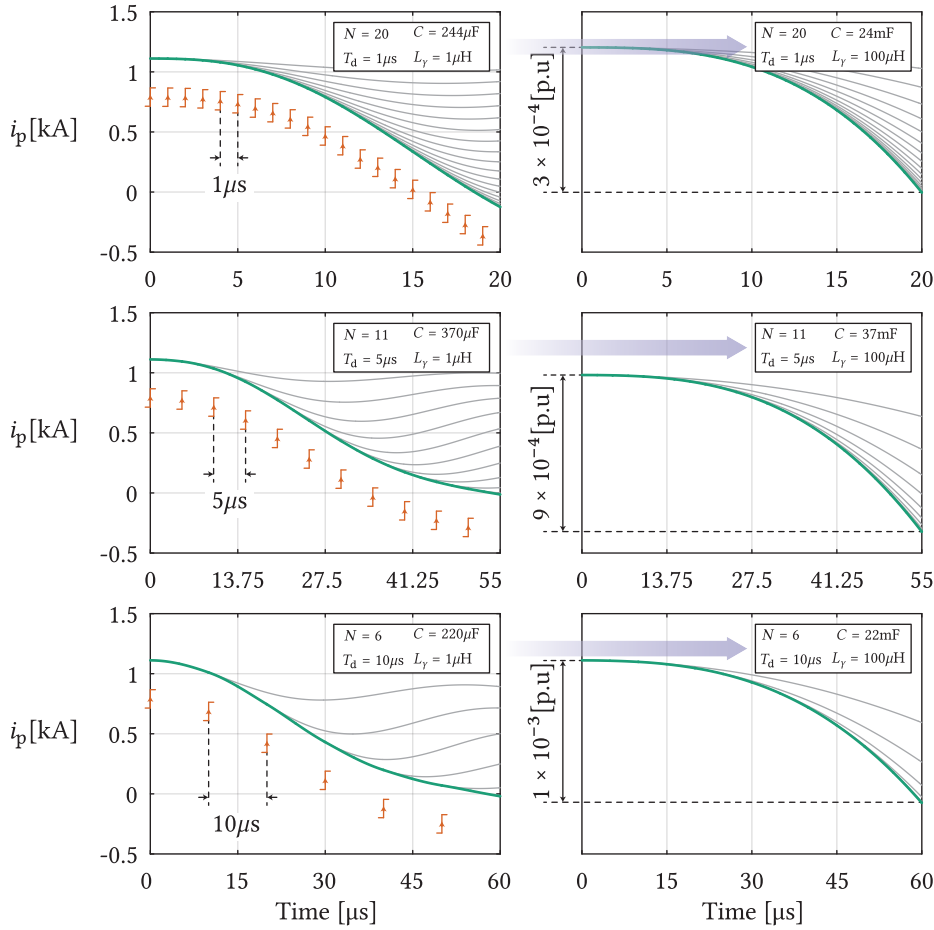 1.5
1
0.5
0
-0.5
iₚ[kA]
N = 20 C = 244μF
T_d = 1μs L_γ = 1μH
1μs
0 5 10 15 20
3 × 10⁻⁴[p.u]
N = 20 C = 24mF
T_d = 1μs L_γ = 100μH
0 5 10 15 20
1.5
1
0.5
0
-0.5
iₚ[kA]
N = 11 C = 370μF
T_d = 5μs L_γ = 1μH
5μs
0 13.75 27.5 41.25 55
9 × 10⁻⁴[p.u]
N = 11 C = 37mF
T_d = 5μs L_γ = 100μH
0 13.75 27.5 41.25 55
1.5
1
0.5
0
-0.5
iₚ[kA]
N = 6 C = 220μF
T_d = 10μs L_γ = 1μH
10μs
0 15 30 45 60
Time [μs]
1 × 10⁻³[p.u]
N = 6 C = 22mF
T_d = 10μs L_γ = 100μH
0 15 30 45 60
Time [μs]